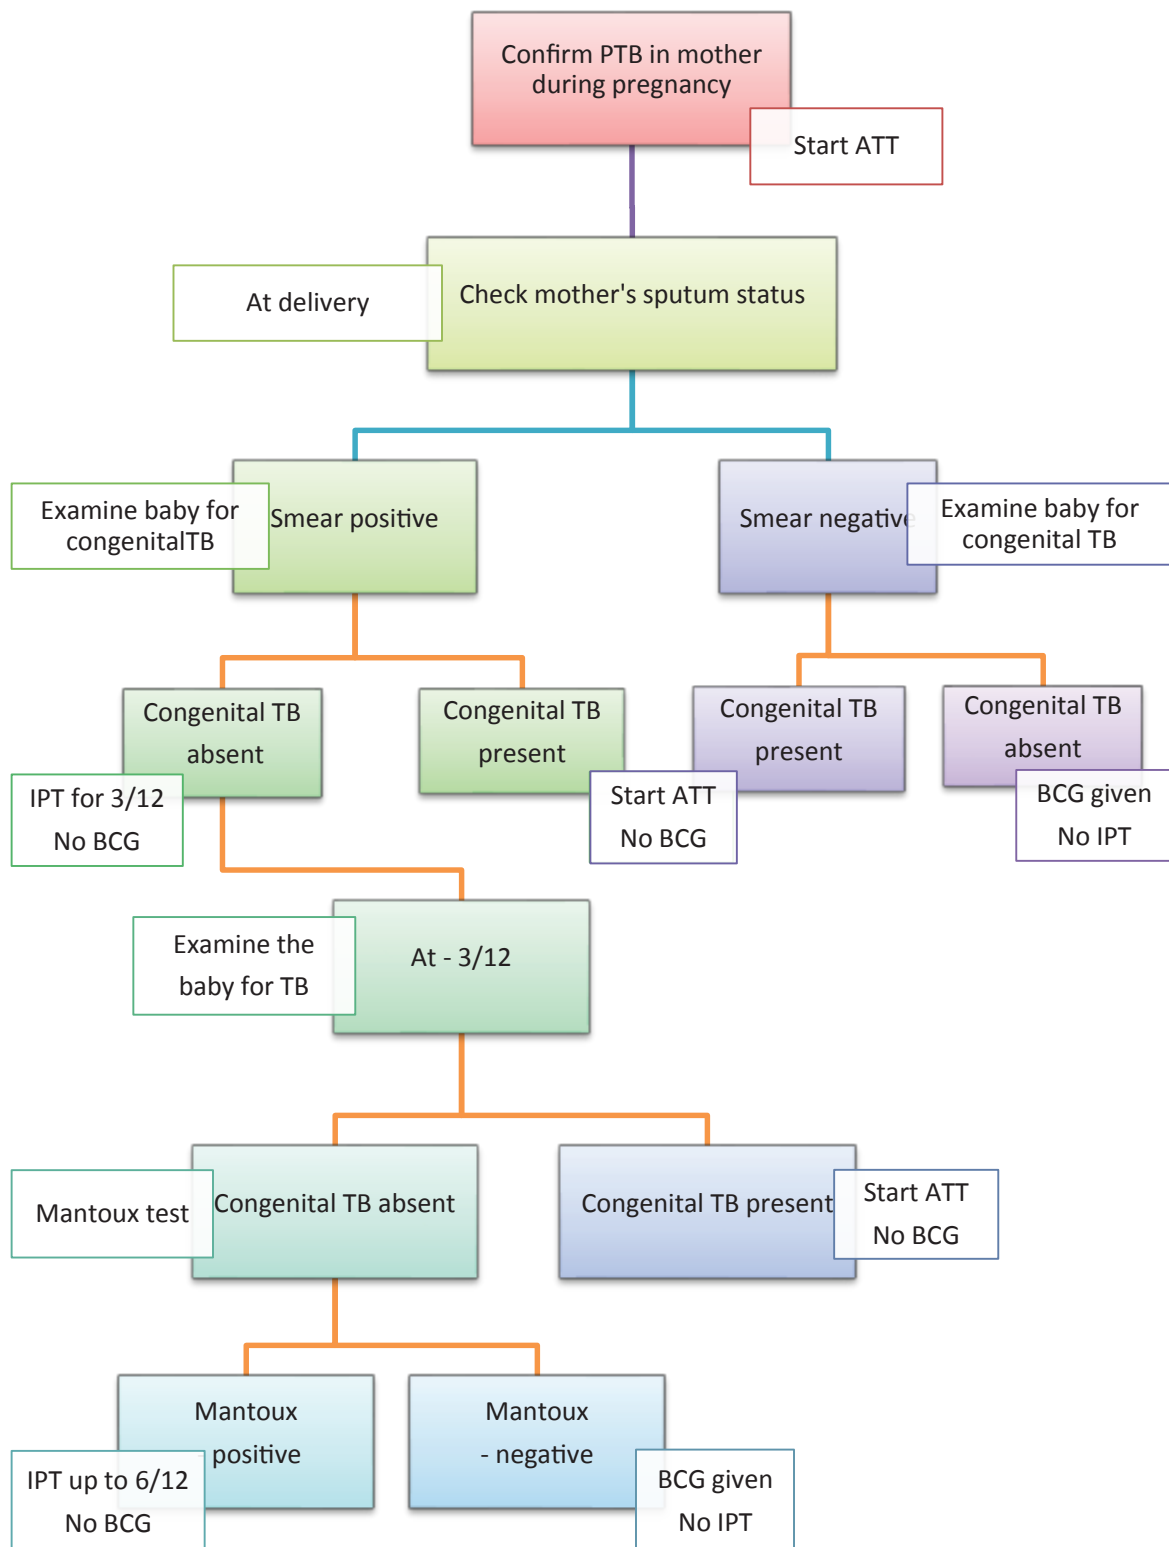 Confirm PTB in mother
during pregnancy
Start ATT
At delivery
Check mother's sputum status
Examine baby for
congenitalTB
Smear positive
Smear negative
Examine baby for
congenital TB
Congenital TB
absent
IPT for 3/12
No BCG
Congenital TB
present
Start ATT
No BCG
Congenital TB
present
Congenital TB
absent
BCG given
No IPT
Examine the
baby for TB
At - 3/12
Mantoux test
Congenital TB absent
Congenital TB present
Start ATT
No BCG
Mantoux
- positive
IPT up to 6/12
No BCG
Mantoux
- negative
BCG given
No IPT